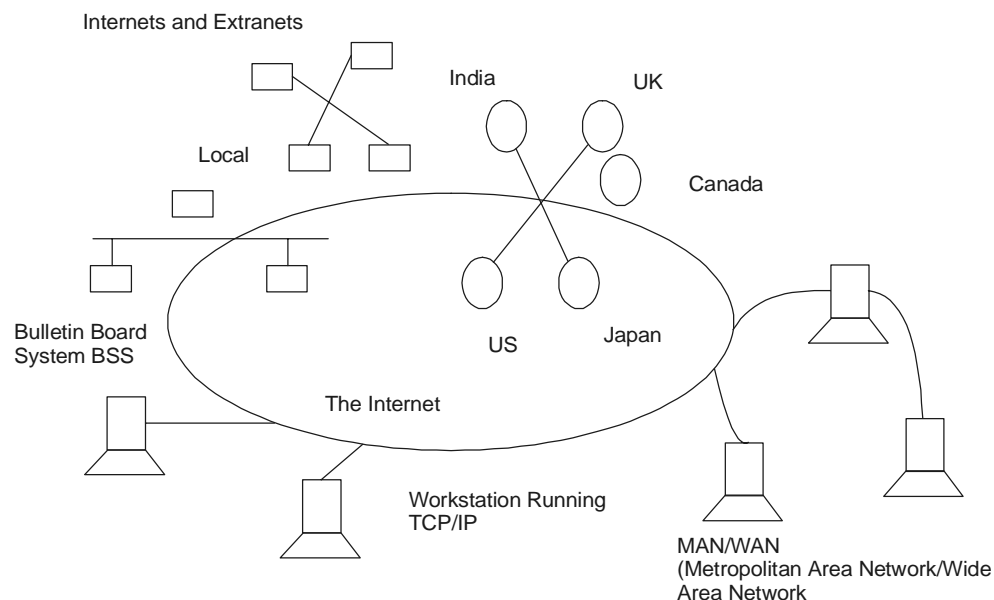 Internets and Extranets
India
UK
Local
Canada
Bulletin Board
System BSS
US
Japan
The Internet
Workstation Running
TCP/IP
MAN/WAN
(Metropolitan Area Network/Wide
Area Network